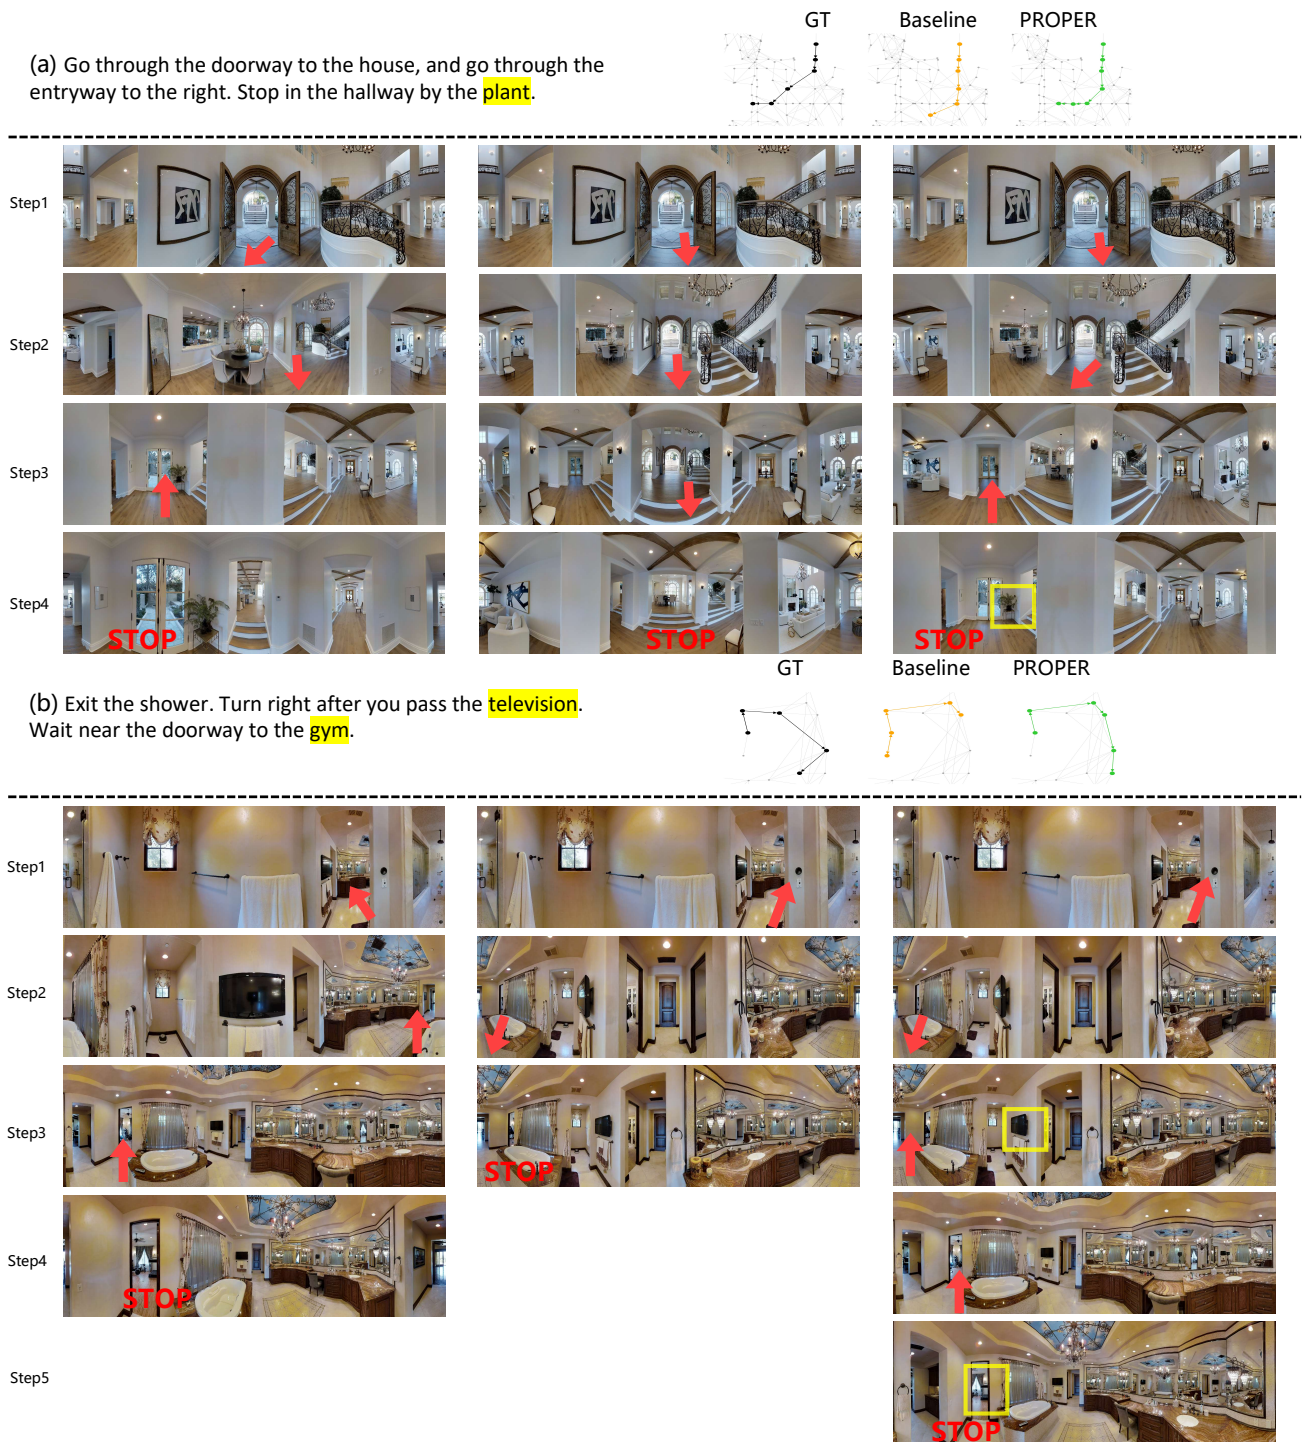 GT Baseline PROPER
(a) Go through the doorway to the house, and go through the
entryway to the right. Stop in the hallway by the plant.
Step1
Step2
Step3
Step4
STOP STOP STOP
GT Baseline PROPER
(b) Exit the shower. Turn right after you pass the television.
Wait near the doorway to the gym.
Step1
Step2
Step3
STOP
Step4
STOP
Step5
STOP